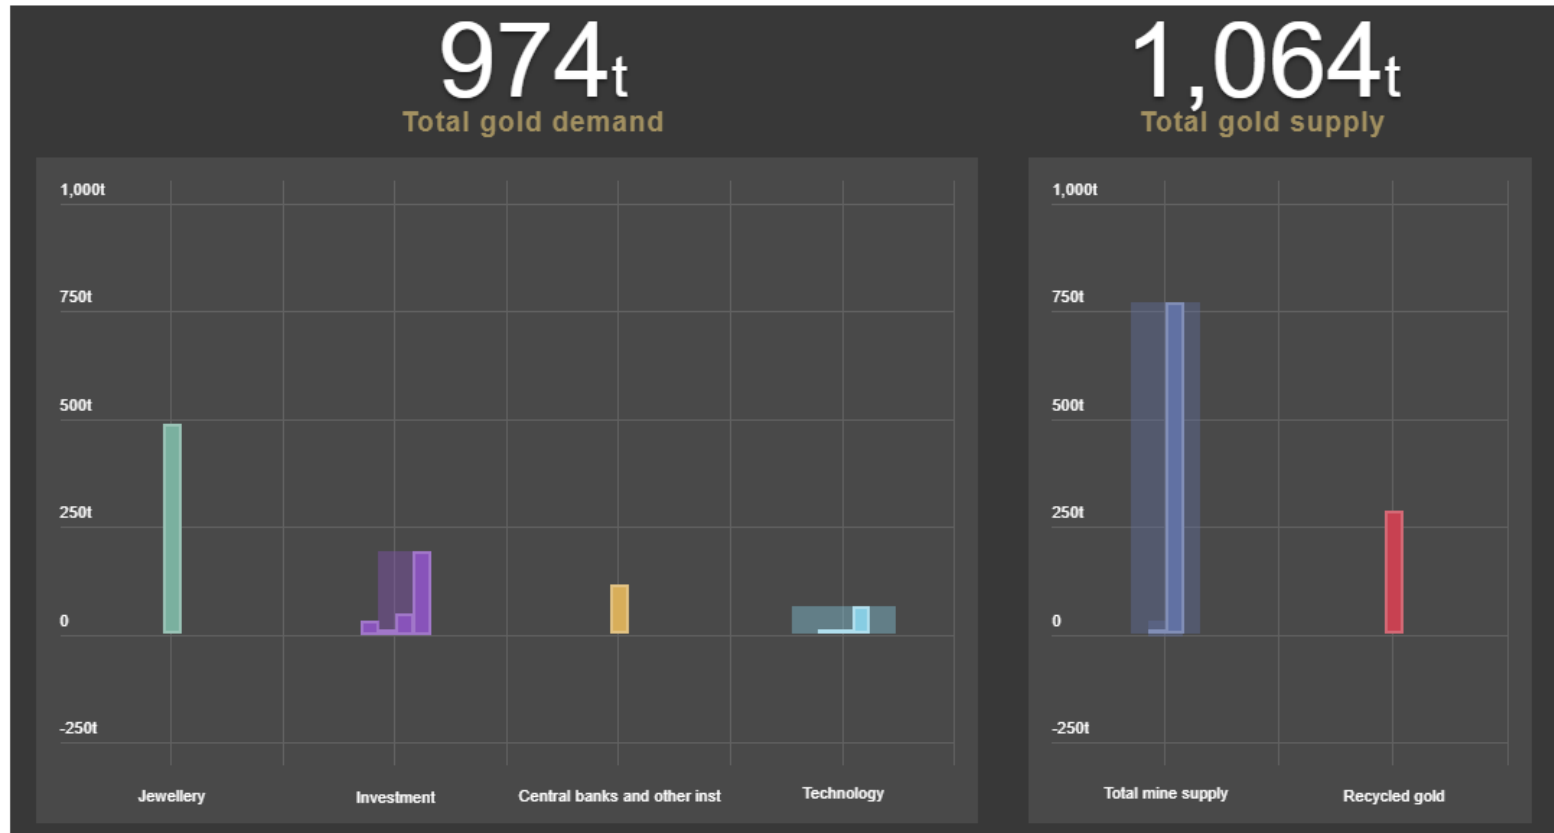 974t
Total gold demand
1,000t
750t
500t
250t
0
-250t
Jewellery
Investment
Central banks and other inst
Technology
1,064t
Total gold supply
1,000t
750t
500t
250t
0
-250t
Total mine supply
Recycled gold